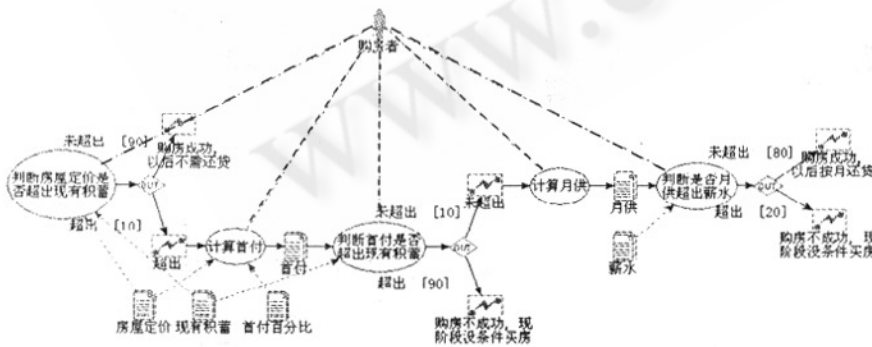 www.c
购房者
未超出 [90]
购房成功,
以后不需还贷
判断房屋定价是
否超出现有积蓄
OUT
超出 [10]
超出
计算首付
首付
房屋定价
现有积蓄
首付百分比
未超出 [10]
判断首付是否
超出现有积蓄
OUT
超出 [90]
购房不成功, 现
阶段没条件买房
未超出
计算月供
月供
薪水
未超出 [80]
判断是否月
供超出薪水
OUT
超出 [20]
购房成功,
以后按月还贷
购房不成功, 现
阶段没条件买房